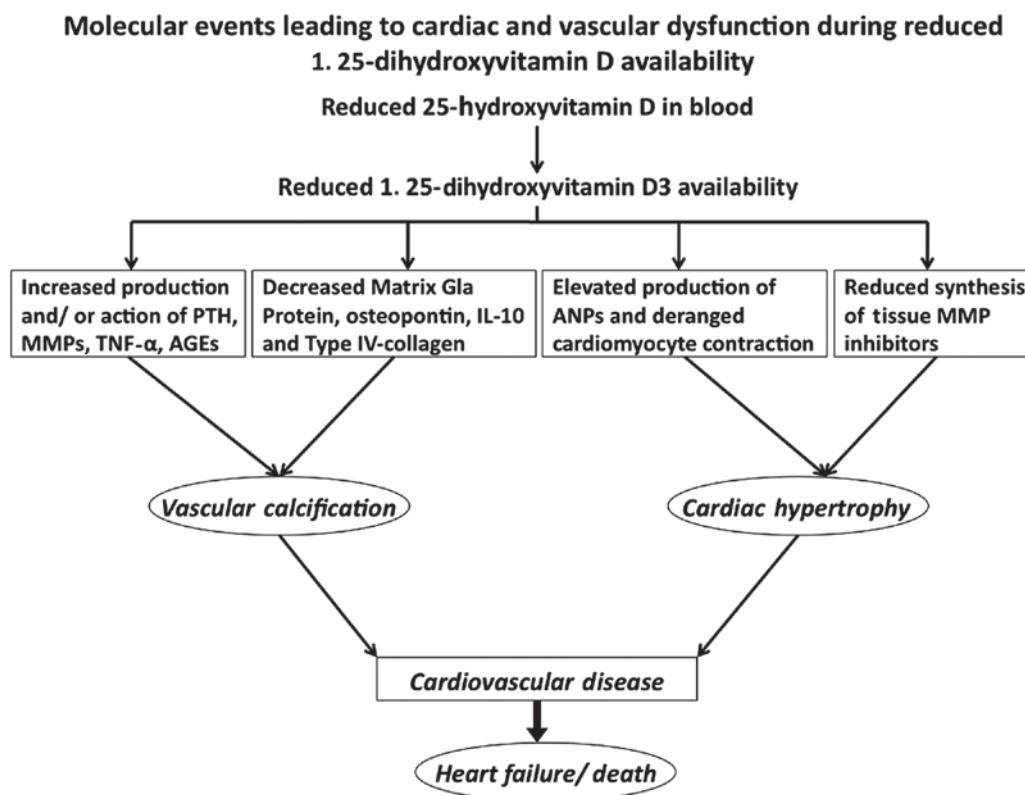 Molecular events leading to cardiac and vascular dysfunction during reduced
1. 25-dihydroxyvitamin D availability
Reduced 25-hydroxyvitamin D in blood
Reduced 1. 25-dihydroxyvitamin D3 availability
Increased production
and/ or action of PTH,
MMPs, TNF-α, AGEs
Decreased Matrix Gla
Protein, osteopontin, IL-10
and Type IV-collagen
Elevated production of
ANPs and deranged
cardiomyocyte contraction
Reduced synthesis
of tissue MMP
inhibitors
Vascular calcification
Cardiac hypertrophy
Cardiovascular disease
Heart failure/ death